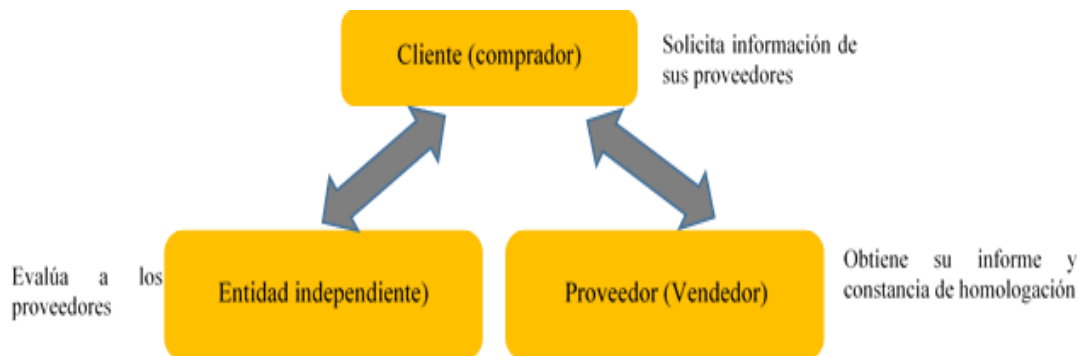 Cliente (comprador)
Solicita información de
sus proveedores
Evalúa a los
proveedores
Entidad independiente)
Proveedor (Vendedor)
Obtiene su informe y
constancia de homologación